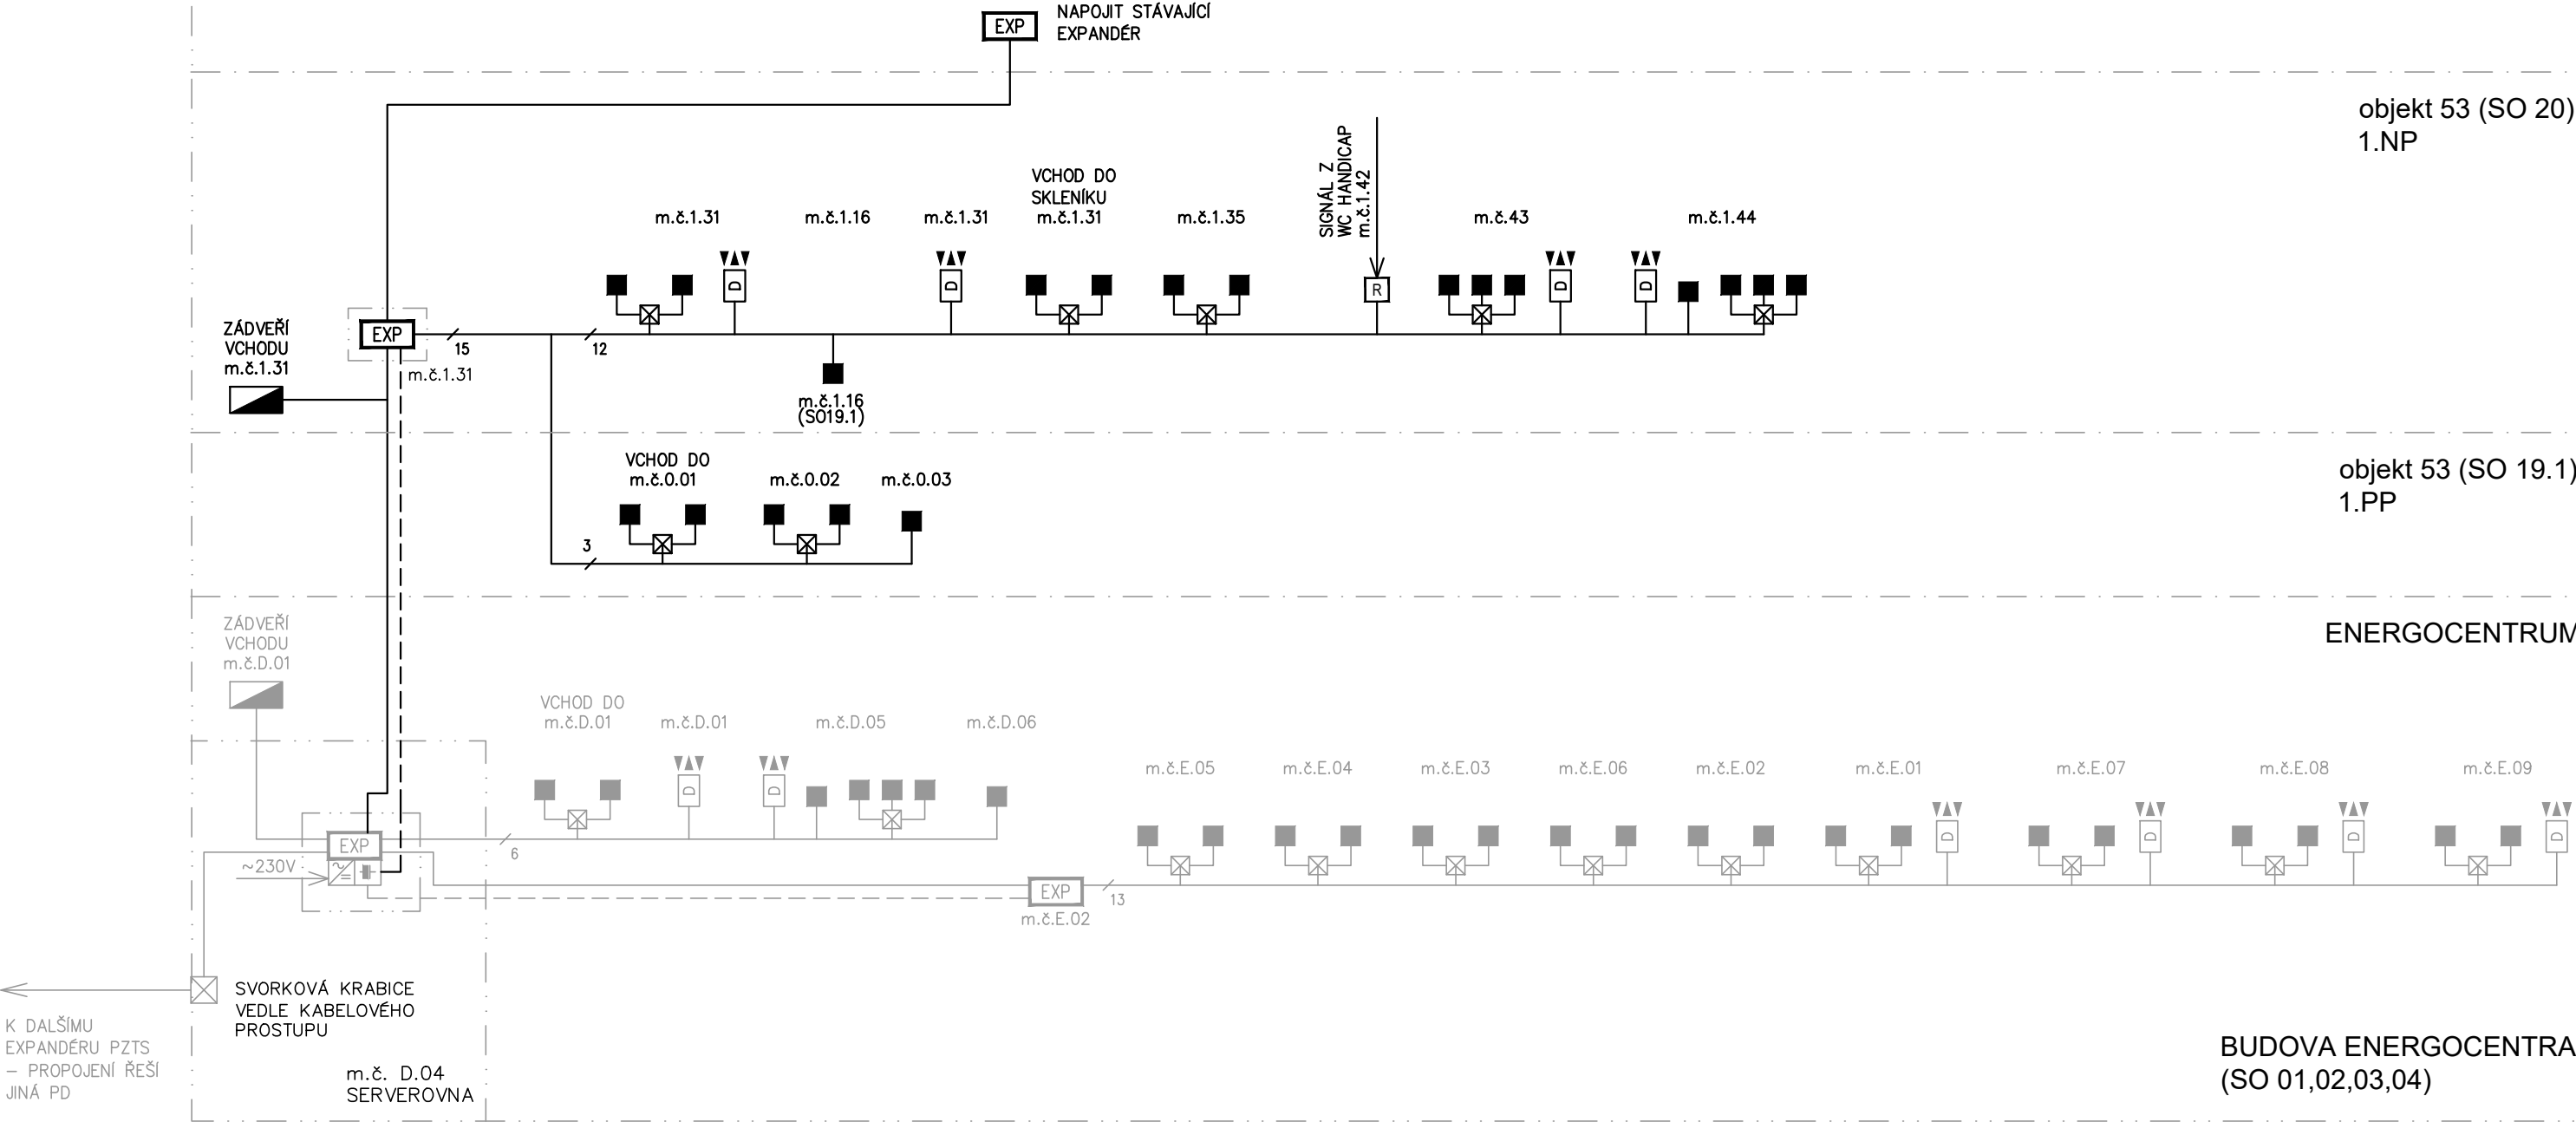 EXP
NAPOJIT STÁVAJÍCÍ
EXPANDÉR
objekt 53 (SO 20)
1.NP
SIGNÁL Z
WC HANDICAP
m.č.1.42
VCHOD DO
SKLENÍKU
m.č.1.31
m.č.1.16
m.č.1.31
m.č.1.31
m.č.1.35
m.č.43
m.č.1.44
D
D
R
D
D
ZÁDVEŘÍ
VCHODU
m.č.1.31
EXP
15
12
m.č.1.31
m.č.1.16
(SO19.1)
objekt 53 (SO 19.1)
1.PP
VCHOD DO
m.č.0.01
m.č.0.02
m.č.0.03
3
ENERGOCENTRUM
ZÁDVEŘÍ
VCHODU
m.č.D.01
VCHOD DO
m.č.D.01
m.č.D.01
m.č.D.05
m.č.D.06
D
D
m.č.E.05
m.č.E.04
m.č.E.03
m.č.E.06
m.č.E.02
m.č.E.01
m.č.E.07
m.č.E.08
m.č.E.09
D
D
D
D
EXP
6
~230V
EXP
13
m.č.E.02
SVORKOVÁ KRABICE
VEDLE KABELOVÉHO
PROSTUPU
K DALŠÍMU
EXPANDÉRU PZTS
– PROPOJENÍ ŘEŠÍ
JINÁ PD
m.č. D.04
SERVEROVNA
BUDOVA ENERGOCENTRA
(SO 01,02,03,04)